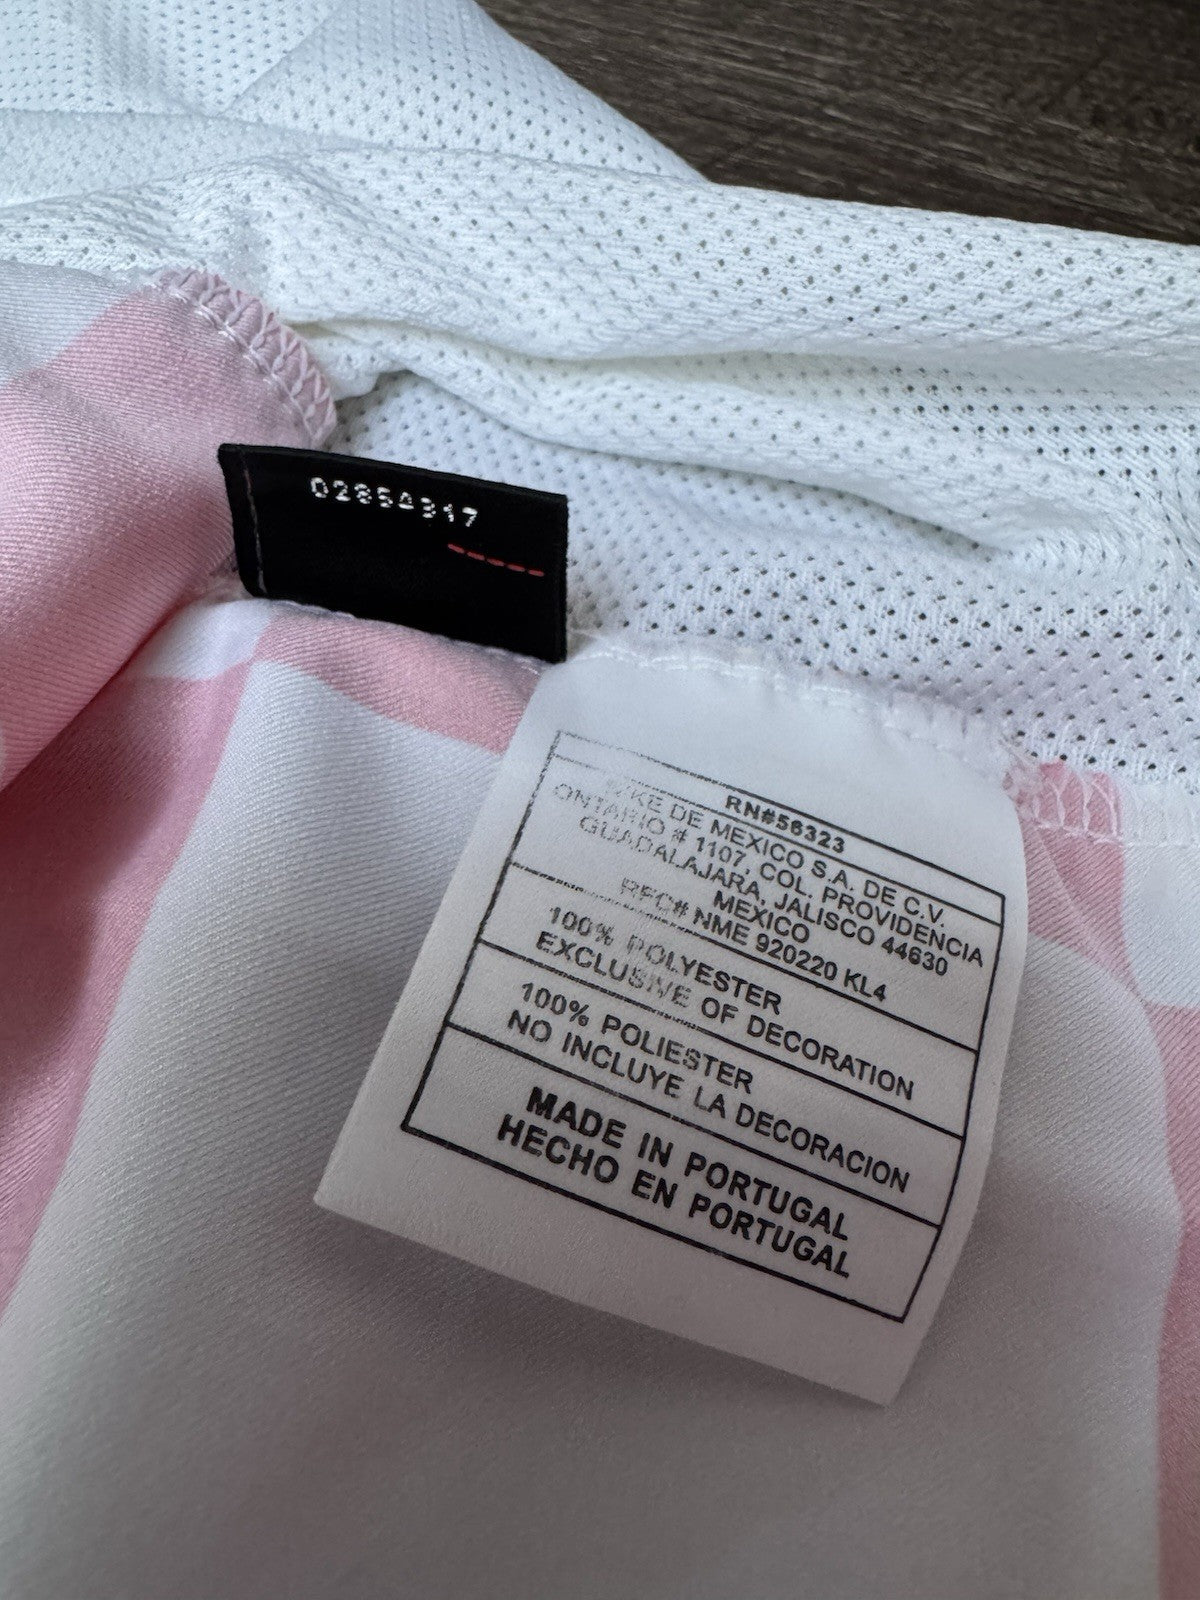 RN#56323
NIKE DE MEXICO S.A. DE C.V.
ONTARIO # 1107, COL. PROVIDENCIA
GUADALAJARA, JALISCO 44630
MEXICO
RFC# NME 920220 KL4
100% POLYESTER
EXCLUSIVE OF DECORATION
100% POLIESTER
NO INCLUYE LA DECORACION
MADE IN PORTUGAL
HECHO EN PORTUGAL